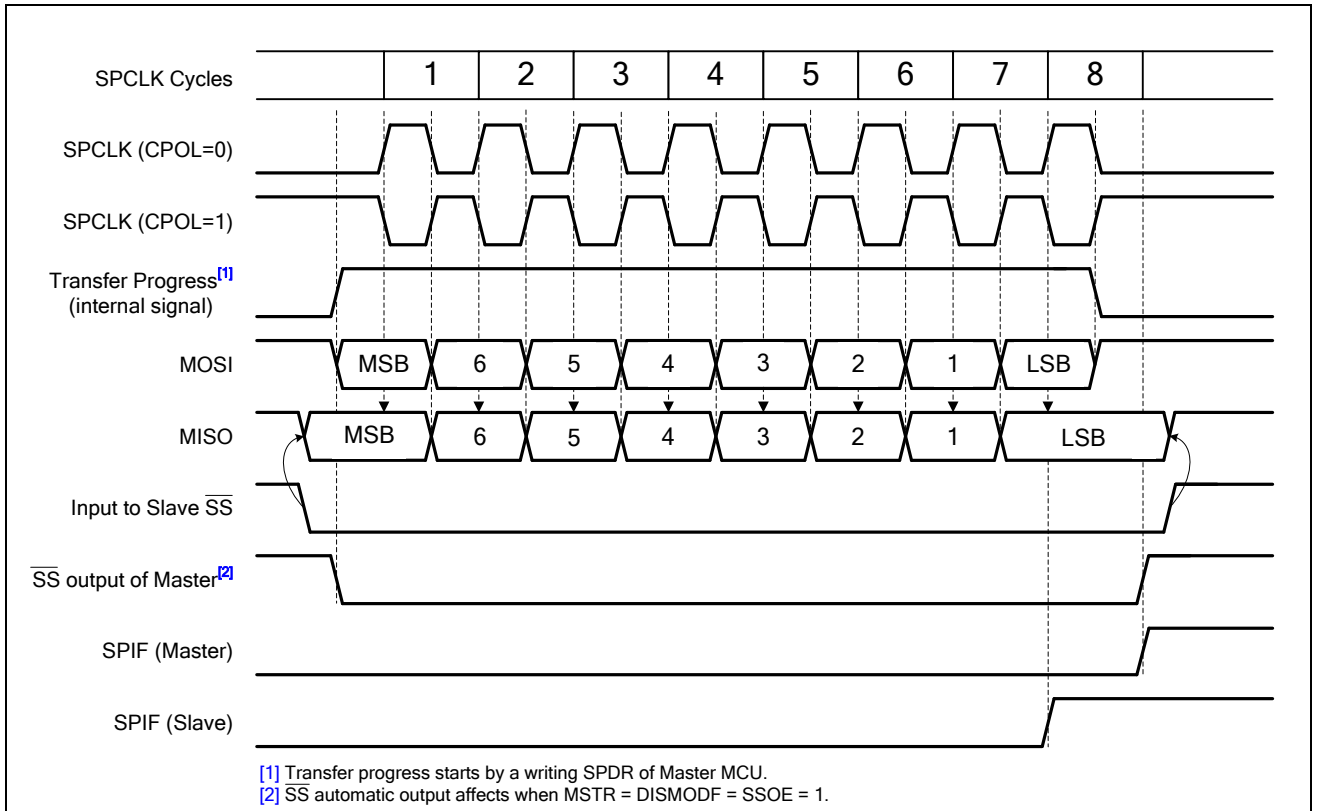 SPCLK Cycles 1 2 3 4 5 6 7 8
SPCLK (CPOL=0)
SPCLK (CPOL=1)
Transfer Progress[1]
(internal signal)
MOSI MSB 6 5 4 3 2 1 LSB
MISO MSB 6 5 4 3 2 1 LSB
Input to Slave S̅S̅
S̅S̅ output of Master[2]
SPIF (Master)
SPIF (Slave)
[1] Transfer progress starts by a writing SPDR of Master MCU.
[2] S̅S̅ automatic output affects when MSTR = DISMODF = SSOE = 1.